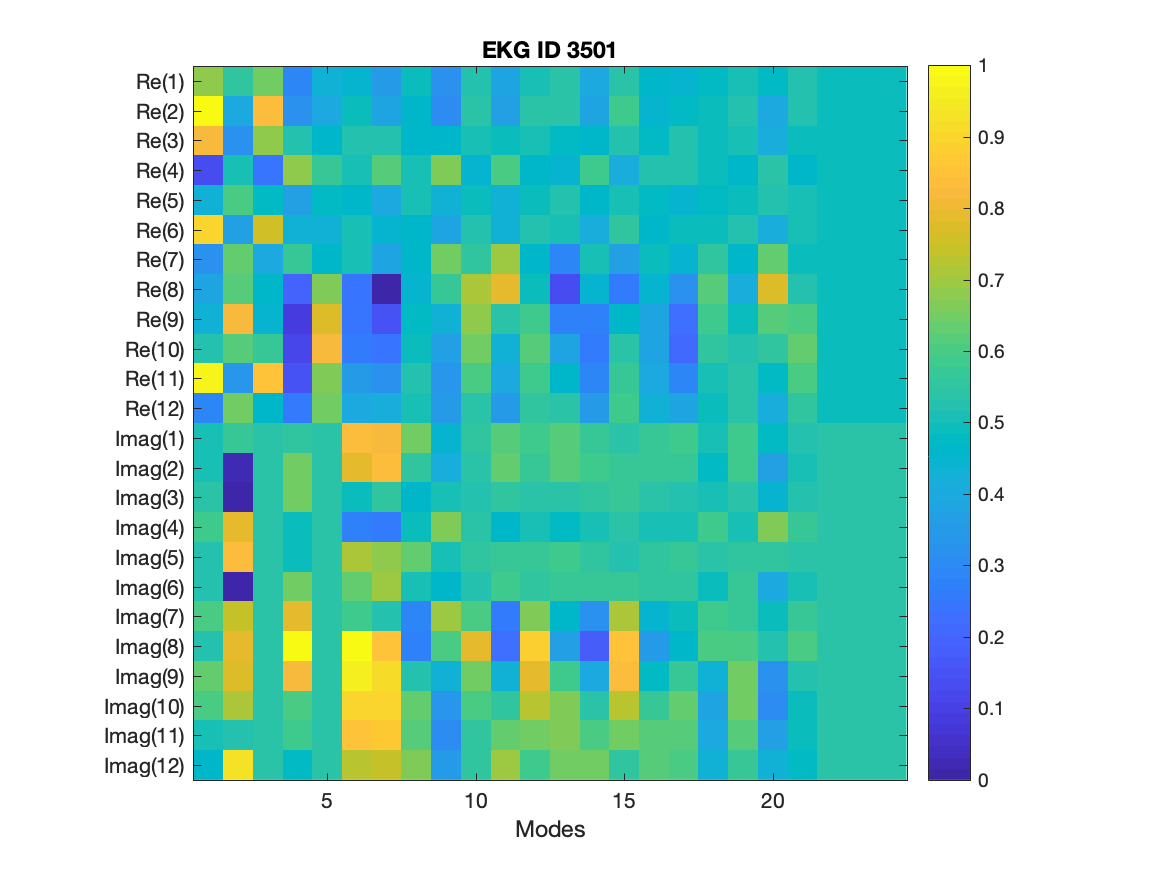 EKG ID 3501
Re(1)
Re(2)
Re(3)
Re(4)
Re(5)
Re(6)
Re(7)
Re(8)
Re(9)
Re(10)
Re(11)
Re(12)
Imag(1)
Imag(2)
Imag(3)
Imag(4)
Imag(5)
Imag(6)
Imag(7)
Imag(8)
Imag(9)
Imag(10)
Imag(11)
Imag(12)
5 10 15 20
Modes
1
0.9
0.8
0.7
0.6
0.5
0.4
0.3
0.2
0.1
0